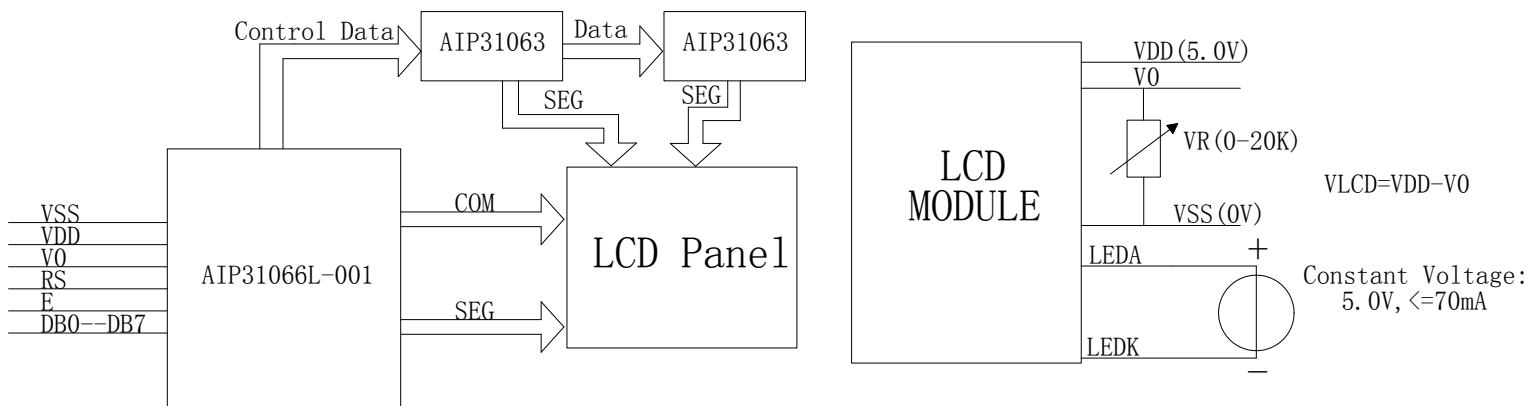 Control Data
AIP31063
Data
AIP31063
SEG
SEG
VSS
VDD
V0
RS
E
DB0--DB7
AIP31066L-001
COM
SEG
LCD Panel
LCD
MODULE
VDD(5.0V)
V0
VR(0-20K)
VLCD=VDD-V0
VSS(0V)
LEDA
+
Constant Voltage:
5.0V,<=70mA
LEDK
—